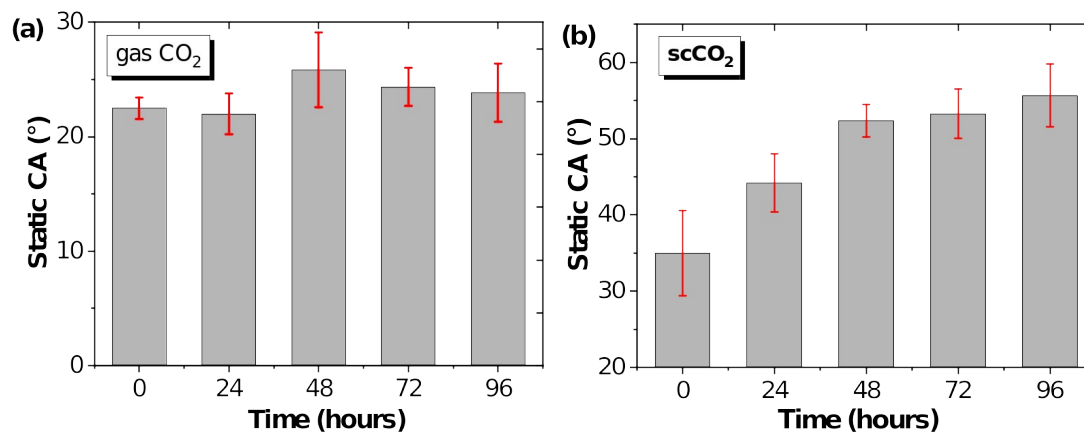 (a)
gas CO₂
Static CA (°)
30
20
10
0
0 24 48 72 96
Time (hours)
(b)
scCO₂
Static CA (°)
60
50
40
30
20
0 24 48 72 96
Time (hours)